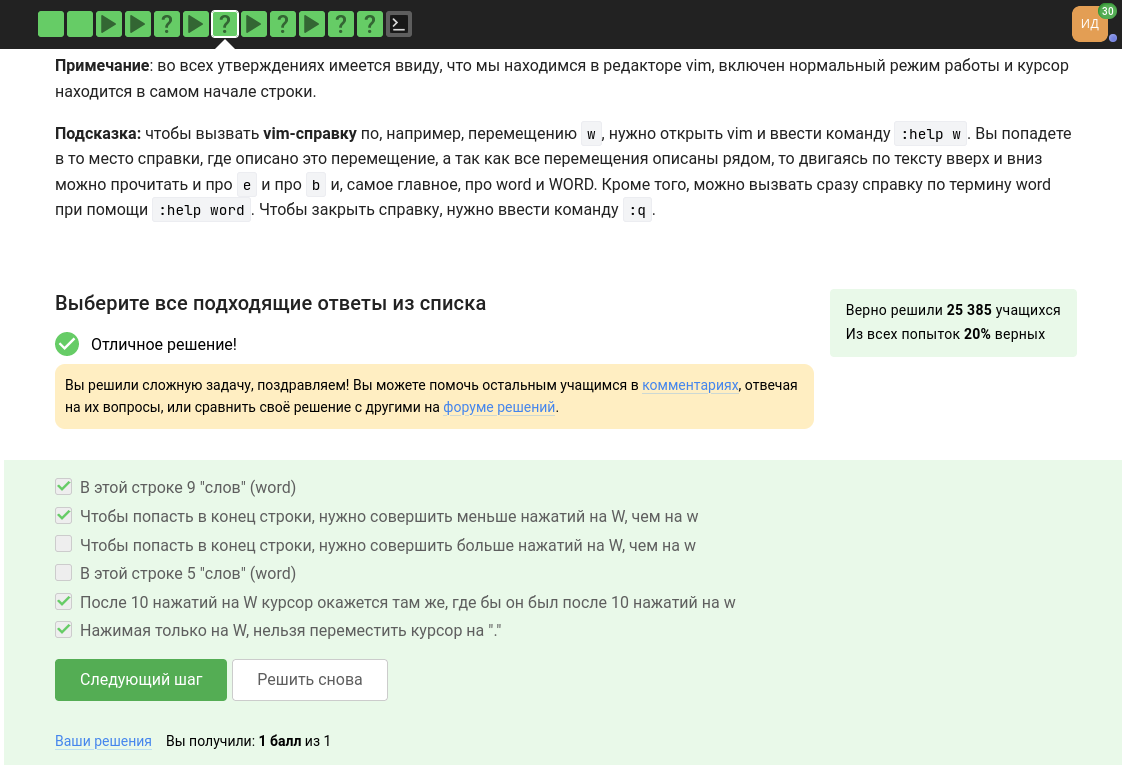 ? ? ? ? ?
30
ИД
Примечание: во всех утверждениях имеется ввиду, что мы находимся в редакторе vim, включен нормальный режим работы и курсор
находится в самом начале строки.
Подсказка: чтобы вызвать vim-справку по, например, перемещению w, нужно открыть vim и ввести команду :help w. Вы попадете
в то место справки, где описано это перемещение, а так как все перемещения описаны рядом, то двигаясь по тексту вверх и вниз
можно прочитать и про e и про b и, самое главное, про word и WORD. Кроме того, можно вызвать сразу справку по термину word
при помощи :help word. Чтобы закрыть справку, нужно ввести команду :q.
Выберите все подходящие ответы из списка
Верно решили 25 385 учащихся
Из всех попыток 20% верных
Отличное решение!
Вы решили сложную задачу, поздравляем! Вы можете помочь остальным учащимся в комментариях, отвечая
на их вопросы, или сравнить своё решение с другими на форуме решений.
В этой строке 9 "слов" (word)
Чтобы попасть в конец строки, нужно совершить меньше нажатий на W, чем на w
Чтобы попасть в конец строки, нужно совершить больше нажатий на W, чем на w
В этой строке 5 "слов" (word)
После 10 нажатий на W курсор окажется там же, где бы он был после 10 нажатий на w
Нажимая только на W, нельзя переместить курсор на "."
Следующий шаг
Решить снова
Ваши решения Вы получили: 1 балл из 1